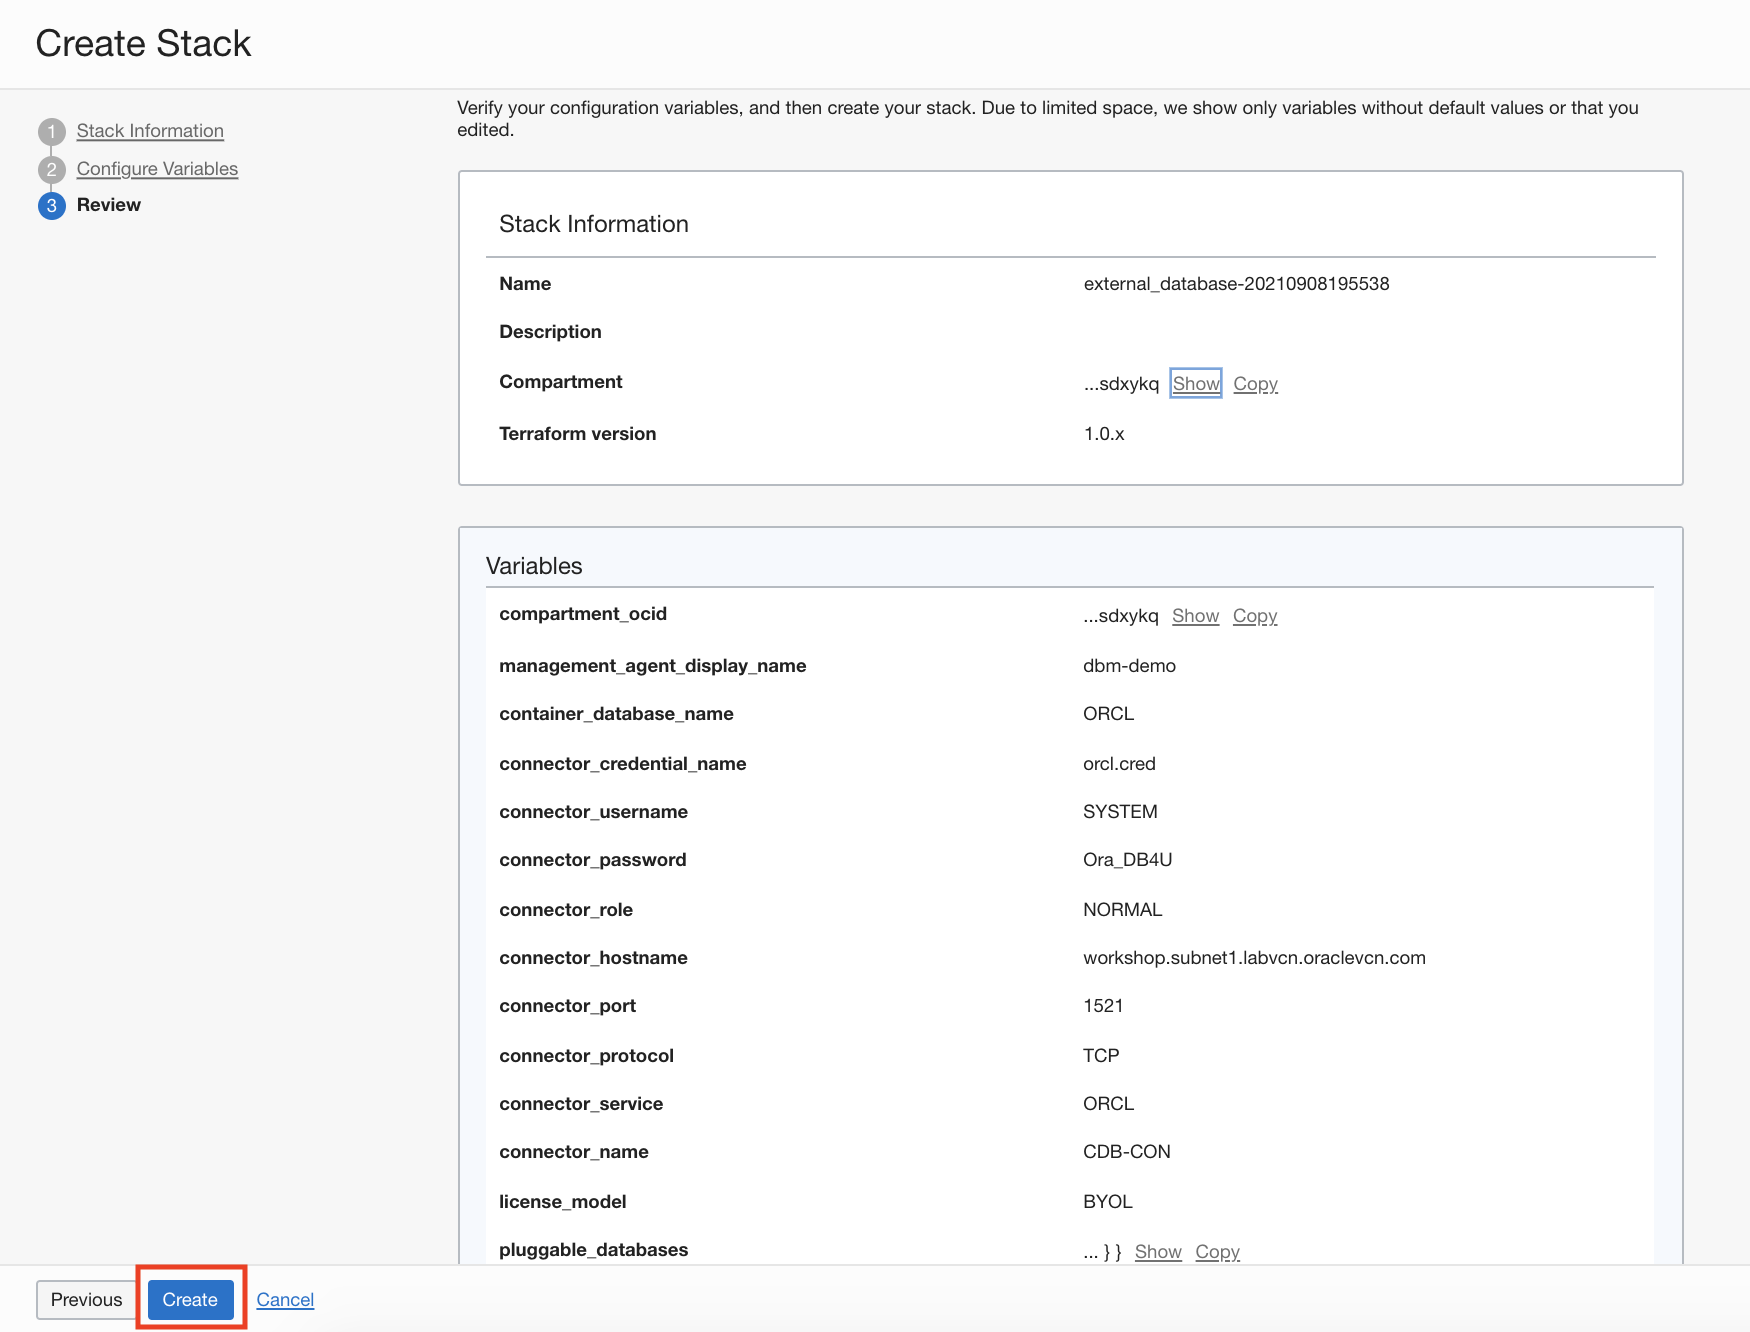 Create Stack
1 Stack Information
2 Configure Variables
3 Review
Verify your configuration variables, and then create your stack. Due to limited space, we show only variables without default values or that you
edited.
Stack Information
Name external_database-20210908195538
Description
Compartment ...sdxykq Show Copy
Terraform version 1.0.x
Variables
compartment_ocid ...sdxykq Show Copy
management_agent_display_name dbm-demo
container_database_name ORCL
connector_credential_name orcl.cred
connector_username SYSTEM
connector_password Ora_DB4U
connector_role NORMAL
connector_hostname workshop.subnet1.labvcn.oraclevcn.com
connector_port 1521
connector_protocol TCP
connector_service ORCL
connector_name CDB-CON
license_model BYOL
pluggable_databases ... } } Show Copy
Previous Create Cancel